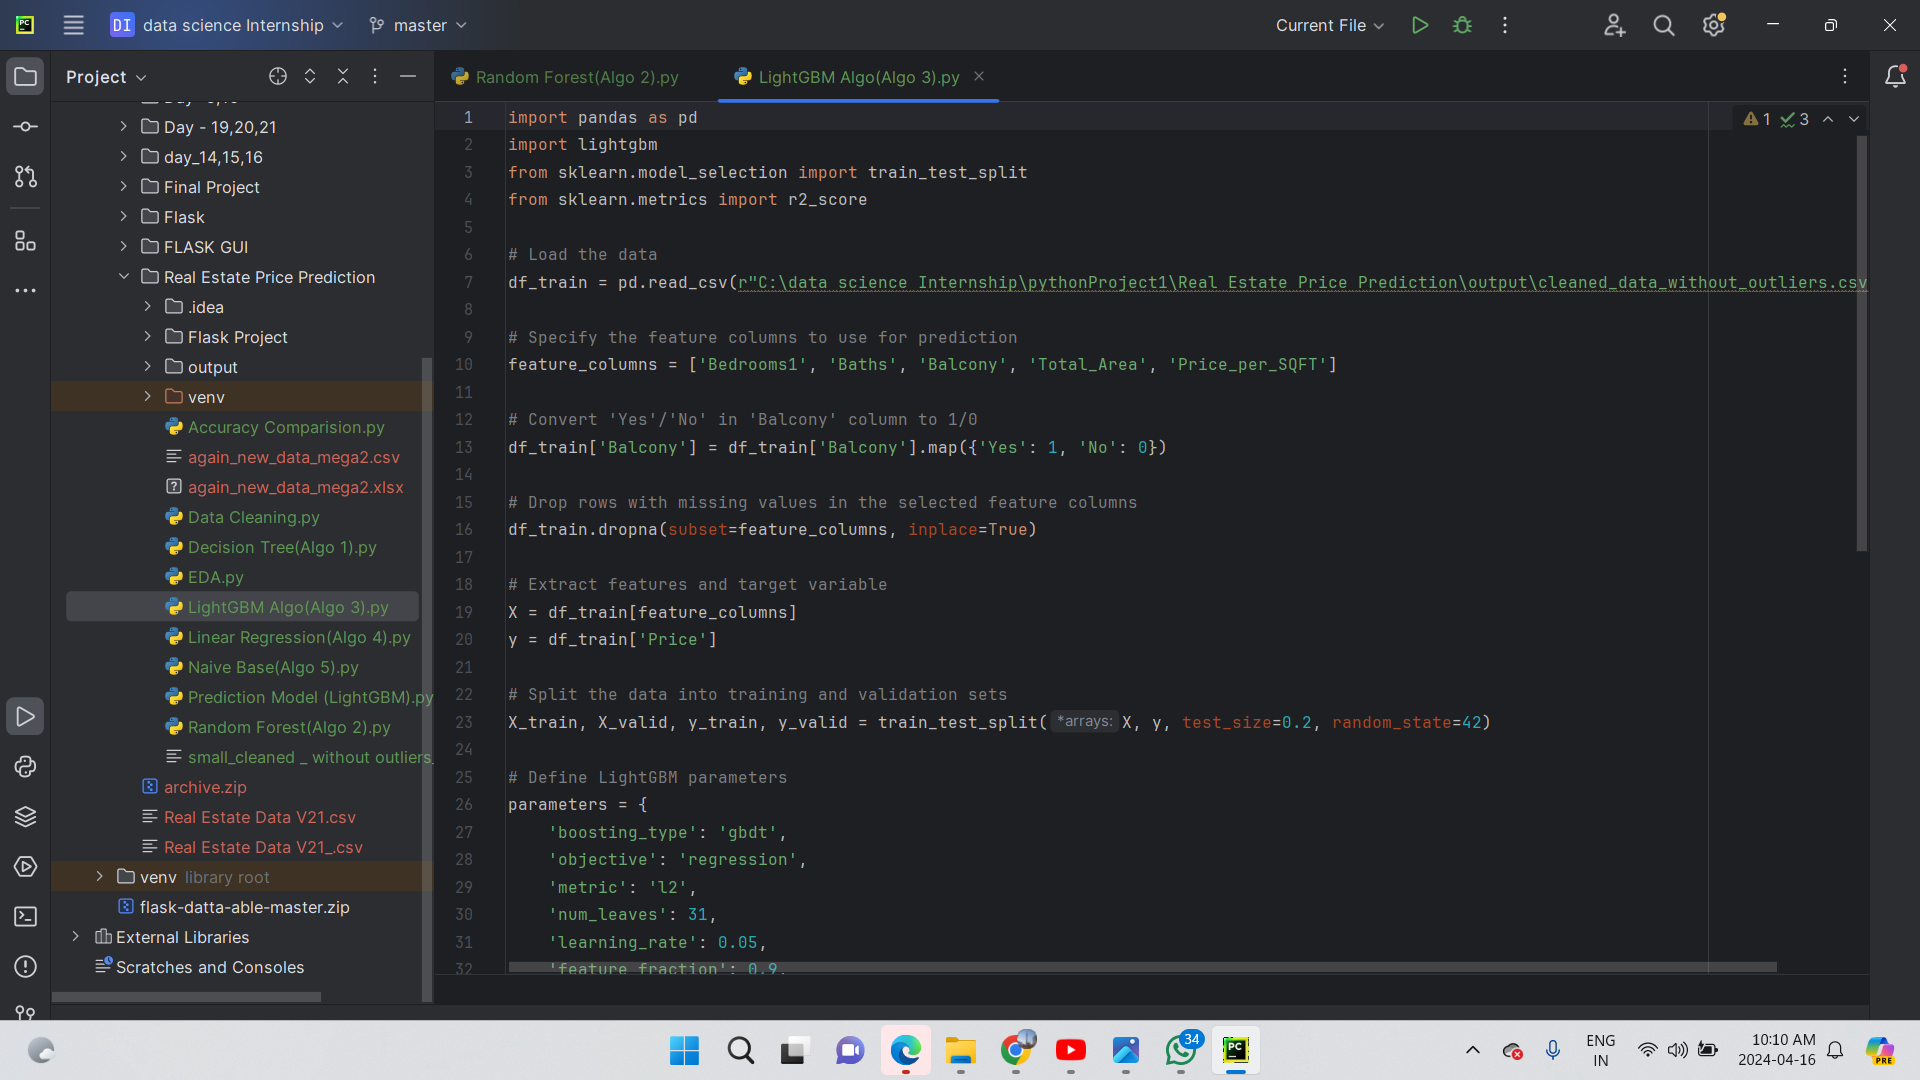 PC
DI data science Internship master Current File
Project
Random Forest(Algo 2).py LightGBM Algo(Algo 3).py
Day - 19,20,21
day_14,15,16
Final Project
Flask
FLASK GUI
Real Estate Price Prediction
.idea
Flask Project
output
venv
Accuracy Comparision.py
again_new_data_mega2.csv
again_new_data_mega2.xlsx
Data Cleaning.py
Decision Tree(Algo 1).py
EDA.py
LightGBM Algo(Algo 3).py
Linear Regression(Algo 4).py
Naive Base(Algo 5).py
Prediction Model (LightGBM).py
Random Forest(Algo 2).py
small_cleaned _ without outliers_
archive.zip
Real Estate Data V21.csv
Real Estate Data V21_.csv
venv library root
flask-datta-able-master.zip
External Libraries
Scratches and Consoles
1 import pandas as pd
2 import lightgbm
3 from sklearn.model_selection import train_test_split
4 from sklearn.metrics import r2_score
5
6 # Load the data
7 df_train = pd.read_csv(r"C:\data science Internship\pythonProject1\Real Estate Price Prediction\output\cleaned_data_without_outliers.csv
8
9 # Specify the feature columns to use for prediction
10 feature_columns = ['Bedrooms1', 'Baths', 'Balcony', 'Total_Area', 'Price_per_SQFT']
11
12 # Convert 'Yes'/'No' in 'Balcony' column to 1/0
13 df_train['Balcony'] = df_train['Balcony'].map({'Yes': 1, 'No': 0})
14
15 # Drop rows with missing values in the selected feature columns
16 df_train.dropna(subset=feature_columns, inplace=True)
17
18 # Extract features and target variable
19 X = df_train[feature_columns]
20 y = df_train['Price']
21
22 # Split the data into training and validation sets
23 X_train, X_valid, y_train, y_valid = train_test_split( *arrays: X, y, test_size=0.2, random_state=42)
24
25 # Define LightGBM parameters
26 parameters = {
27 'boosting_type': 'gbdt',
28 'objective': 'regression',
29 'metric': 'l2',
30 'num_leaves': 31,
31 'learning_rate': 0.05,
32 'feature_fraction': 0.9,
1 3
34
PC
ENG
IN
10:10 AM
2024-04-16
PRE